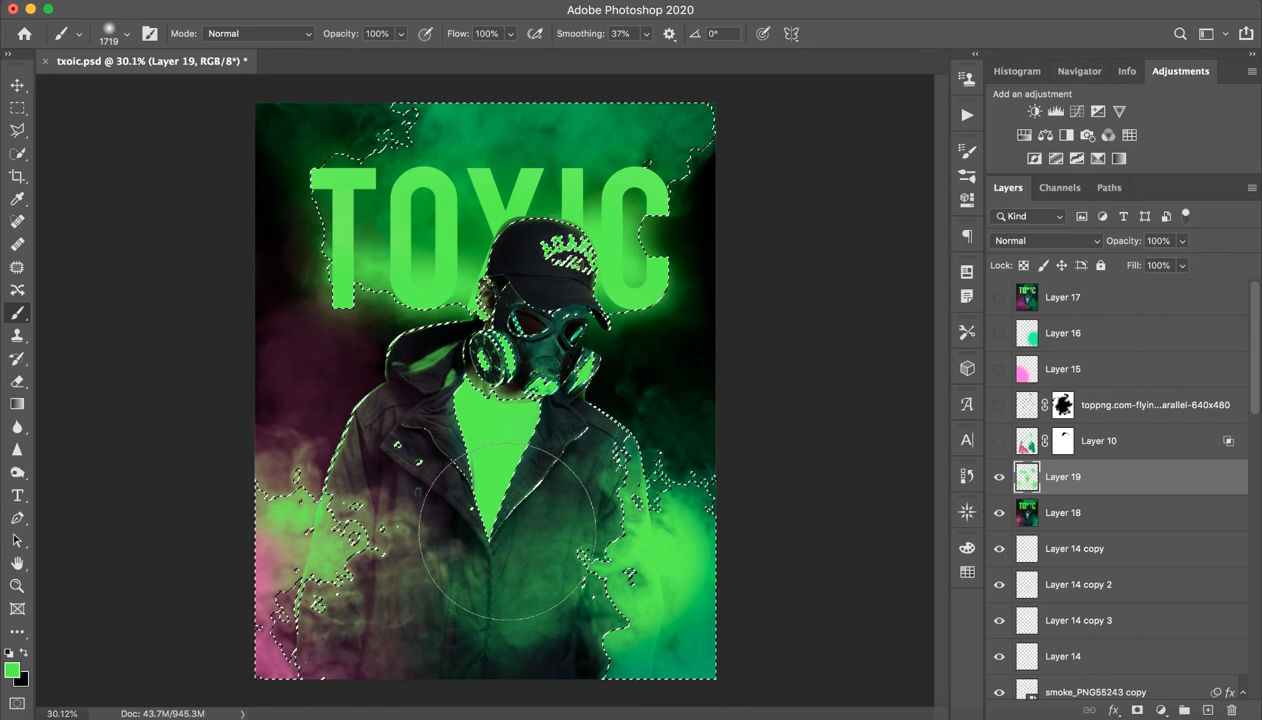 Adobe Photoshop 2020
1719
Mode: Normal
Opacity: 100%
Flow: 100%
Smoothing: 37%
0°
txoic.psd @ 30.1% (Layer 19, RGB/8*) *
Histogram
Navigator
Info
Adjustments
Add an adjustment
Layers
Channels
Paths
Kind
Normal
Opacity: 100%
Lock:
Fill: 100%
Layer 17
Layer 16
Layer 15
toppng.com-flyin...arallel-640x480
Layer 10
Layer 19
Layer 18
Layer 14 copy
Layer 14 copy 2
Layer 14 copy 3
Layer 14
smoke_PNG55243 copy
fx
TOXIC
30.12%
Doc: 43.7M/945.3M
fx